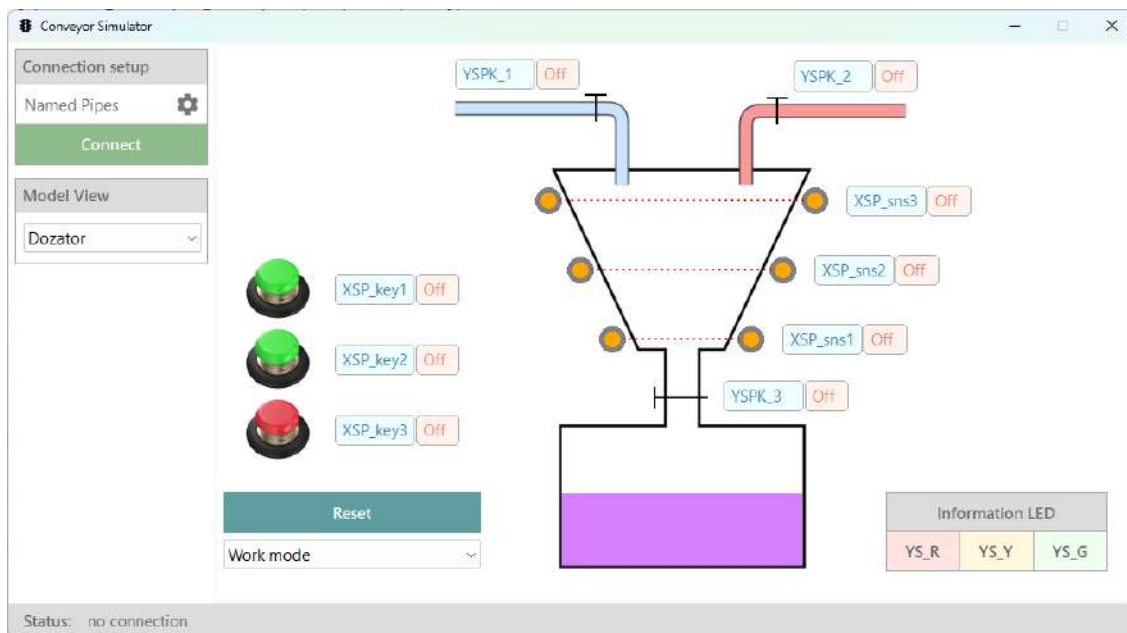 Conveyor Simulator
Connection setup
Named Pipes
Connect
Model View
Dozator
YSPK_1 Off
YSPK_2 Off
XSP_sns3 Off
XSP_sns2 Off
XSP_sns1 Off
YSPK_3 Off
XSP_key1 Off
XSP_key2 Off
XSP_key3 Off
Reset
Work mode
Information LED
YS_R YS_Y YS_G
Status: no connection